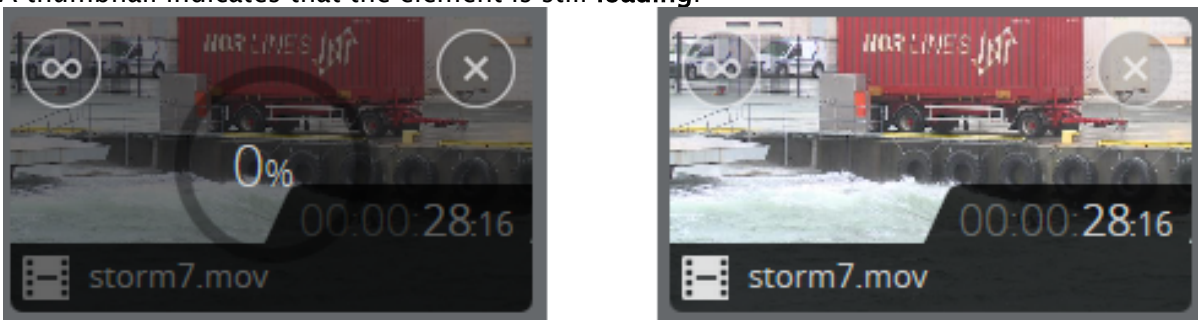 A thumbnail indicates that the element is still loading.
NOR LINES
NOR LINES
0%
00:00:28:16
00:00:28:16
storm7.mov
storm7.mov